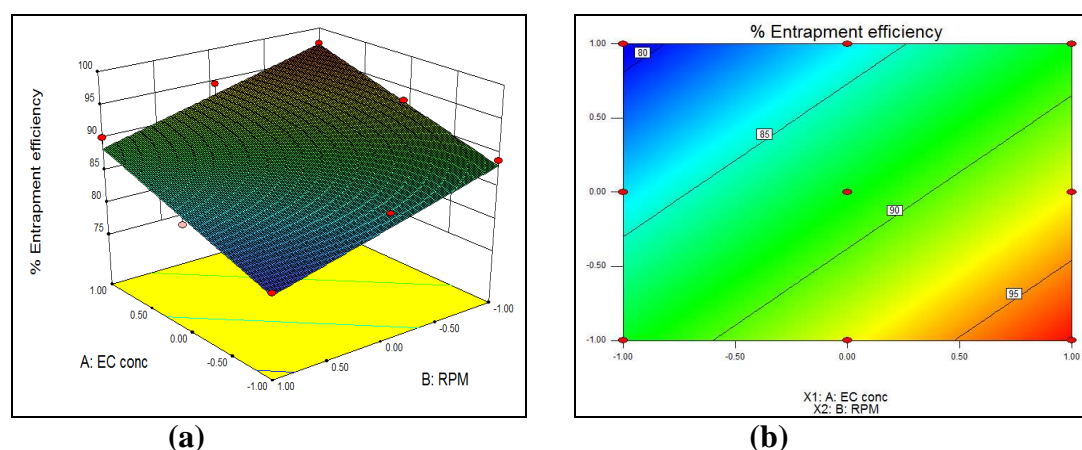 % Entrapment efficiency
100
95
90
85
80
75
1.00
0.50
0.00
-0.50
-1.00
A: EC conc
1.00
0.50
0.00
-0.50
-1.00
B: RPM
(a)
% Entrapment efficiency
1.00
0.50
0.00
-0.50
-1.00
80
85
90
95
-1.00 -0.50 0.00 0.50 1.00
X1: A: EC conc
X2: B: RPM
(b)